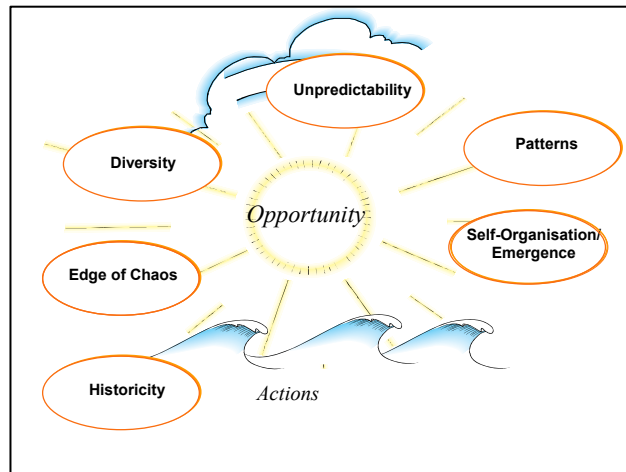 Unpredictability
Patterns
Diversity
Opportunity
Self-Organisation/
Emergence
Edge of Chaos
Historicity
Actions